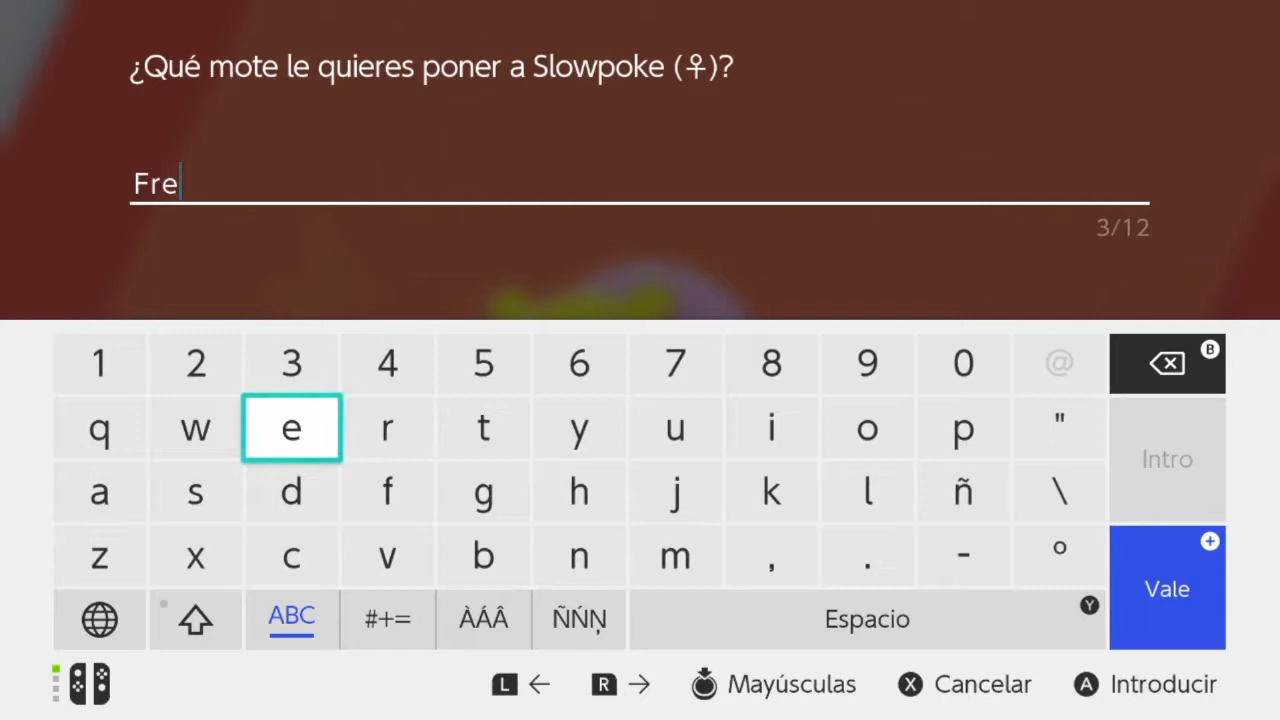 ¿Qué mote le quieres poner a Slowpoke (♀)?
Fre
3/12
1 2 3 4 5 6 7 8 9 0 @ B
q w e r t y u i o p " Intro
a s d f g h j k l ñ \
z x c v b n m , . - º + Vale
ABC #+= ÀÁÂ ÑŃŅ Espacio Y
L ← R → Mayúsculas X Cancelar A Introducir